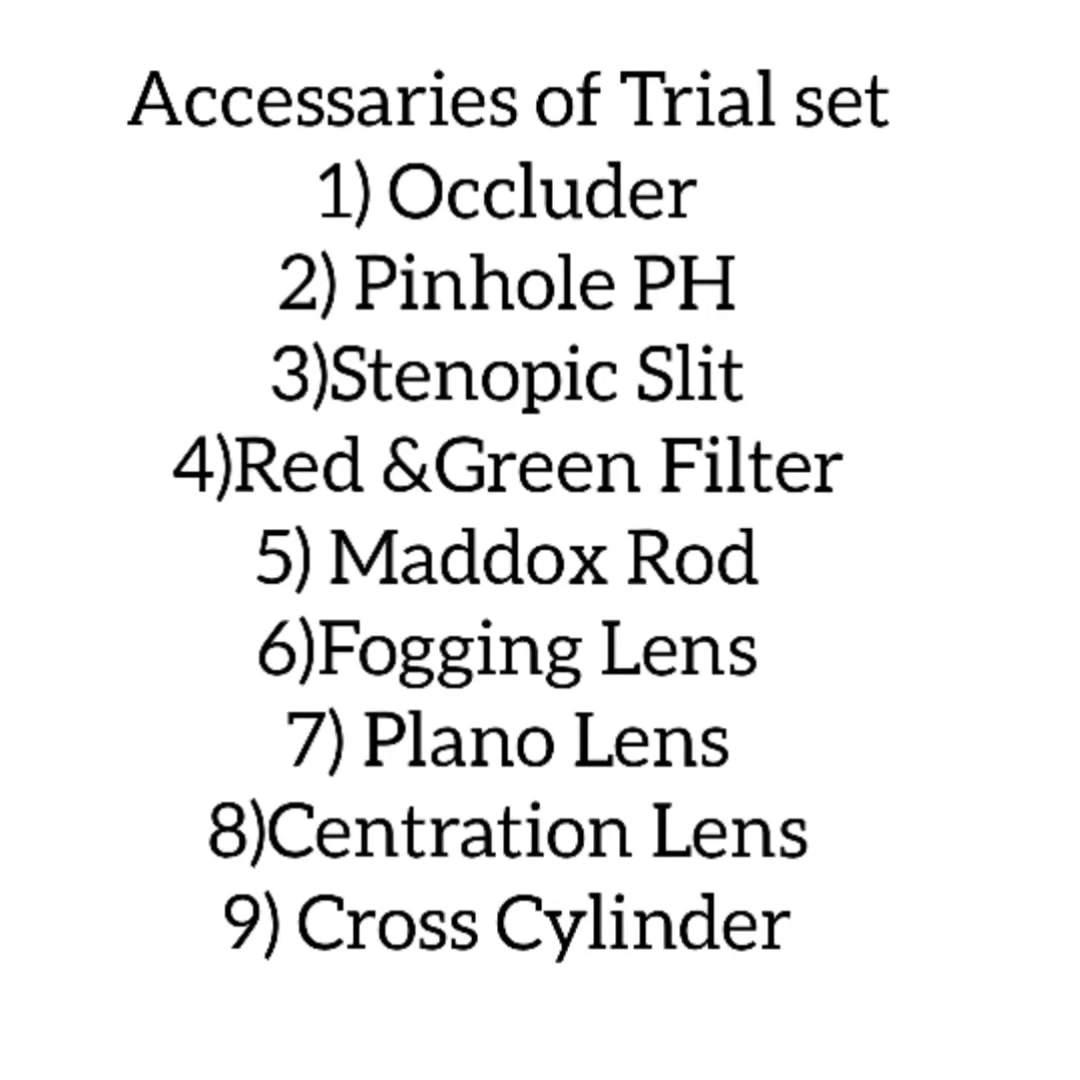 Accessaries of Trial set
1) Occluder
2) Pinhole PH
3)Stenopic Slit
4)Red &Green Filter
5) Maddox Rod
6)Fogging Lens
7) Plano Lens
8)Centration Lens
9) Cross Cylinder